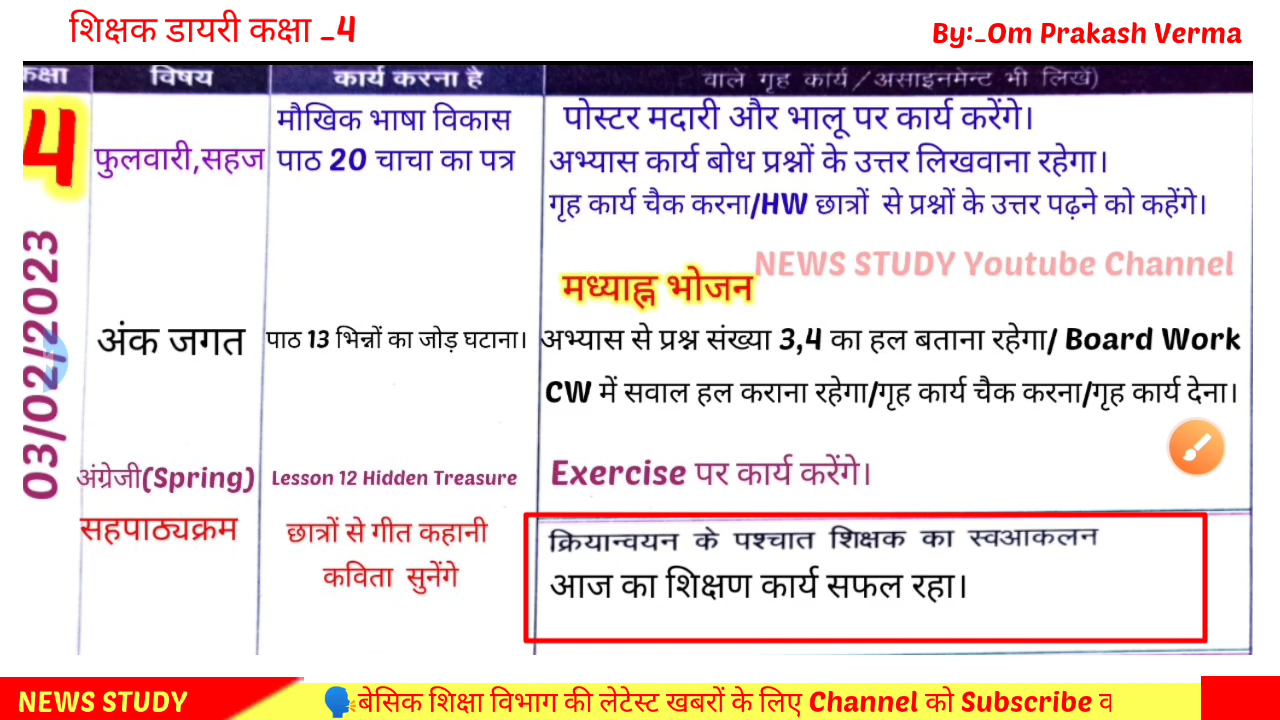 शिक्षक डायरी कक्षा -4
By:-Om Prakash Verma
कक्षा विषय कार्य करना है वाले गृह कार्य/असाइनमेन्ट भी लिखें)
4
03/02/2023
फुलवारी,सहज
मौखिक भाषा विकास
पाठ 20 चाचा का पत्र
पोस्टर मदारी और भालू पर कार्य करेंगे।
अभ्यास कार्य बोध प्रश्नों के उत्तर लिखवाना रहेगा।
गृह कार्य चैक करना/HW छात्रों से प्रश्नों के उत्तर पढ़ने को कहेंगे।
NEWS STUDY Youtube Channel
मध्याह्न भोजन
अंक जगत
पाठ 13 भिन्नों का जोड़ घटाना।
अभ्यास से प्रश्न संख्या 3,4 का हल बताना रहेगा/ Board Work
CW में सवाल हल कराना रहेगा/गृह कार्य चैक करना/गृह कार्य देना।
अंग्रेजी(Spring)
Lesson 12 Hidden Treasure
Exercise पर कार्य करेंगे।
सहपाठ्यक्रम
छात्रों से गीत कहानी
कविता सुनेंगे
क्रियान्वयन के पश्चात शिक्षक का स्वआकलन
आज का शिक्षण कार्य सफल रहा।
NEWS STUDY
बेसिक शिक्षा विभाग की लेटेस्ट खबरों के लिए Channel को Subscribe